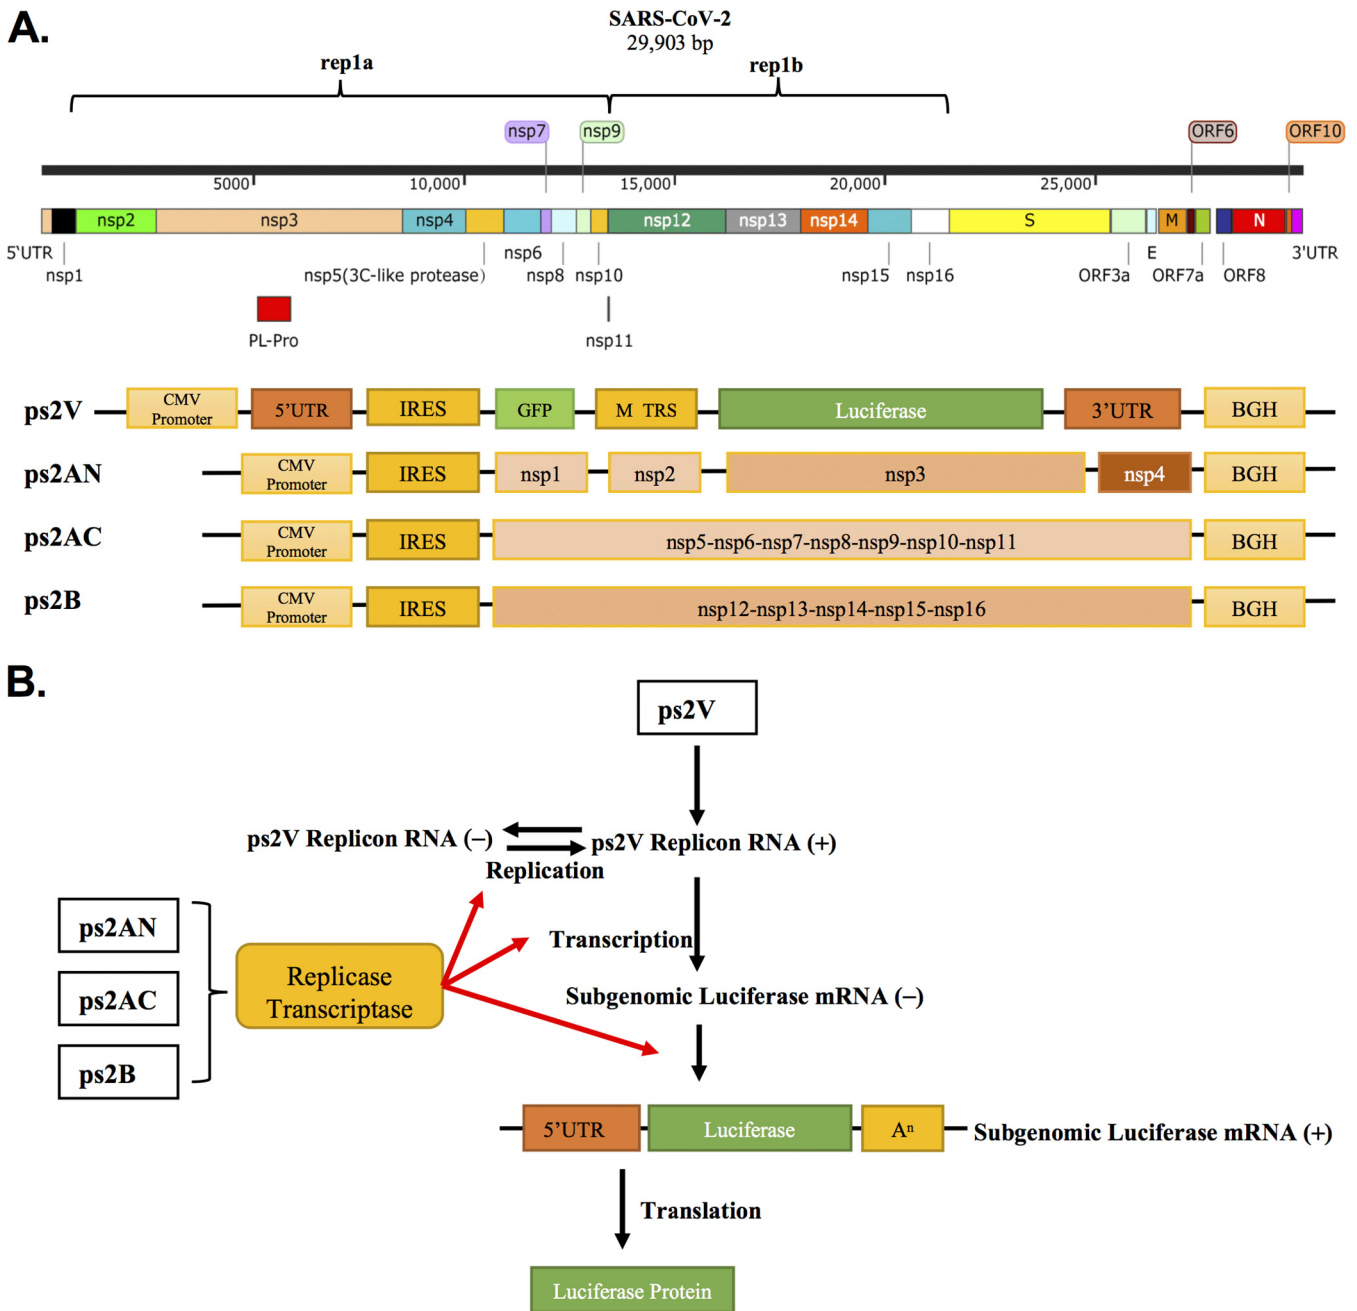 A.
SARS-CoV-2
29,903 bp
rep1a
rep1b
nsp7
nsp9
ORF6
ORF10
5000
10,000
15,000
20,000
25,000
nsp2
nsp3
nsp4
nsp12
nsp13
nsp14
S
M
N
5'UTR
nsp1
nsp5(3C-like protease)
nsp6
nsp8
nsp10
nsp15
nsp16
ORF3a
E
ORF7a
ORF8
3'UTR
PL-Pro
nsp11
ps2V
CMV
Promoter
5'UTR
IRES
GFP
M TRS
Luciferase
3'UTR
BGH
ps2AN
CMV
Promoter
IRES
nsp1
nsp2
nsp3
nsp4
BGH
ps2AC
CMV
Promoter
IRES
nsp5-nsp6-nsp7-nsp8-nsp9-nsp10-nsp11
BGH
ps2B
CMV
Promoter
IRES
nsp12-nsp13-nsp14-nsp15-nsp16
BGH
B.
ps2V
ps2V Replicon RNA (–)
ps2V Replicon RNA (+)
Replication
ps2AN
ps2AC
ps2B
Replicase
Transcriptase
Transcription
Subgenomic Luciferase mRNA (–)
5'UTR
Luciferase
Aⁿ
Subgenomic Luciferase mRNA (+)
Translation
Luciferase Protein